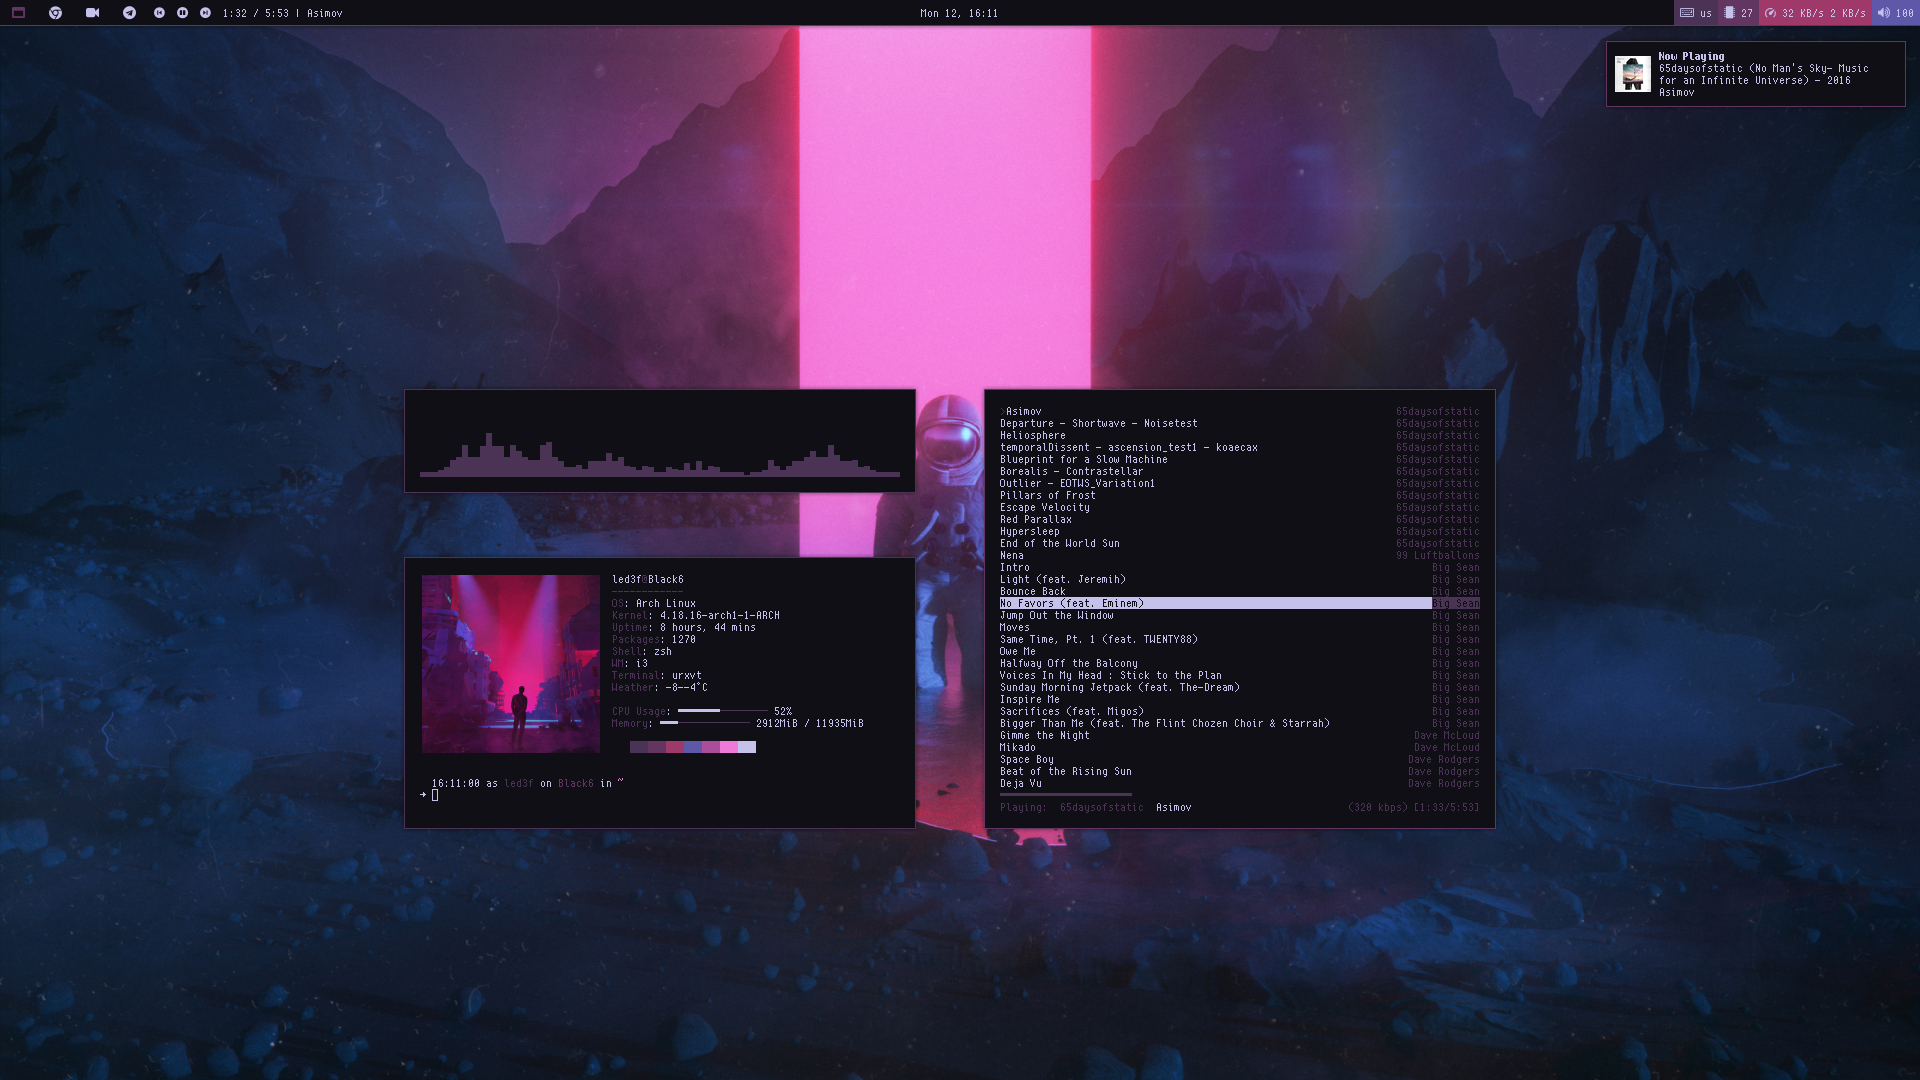 1:32 / 5:53 | Asimov
Mon 12, 16:11
us 27 32 KB/s 2 KB/s 100
Now Playing
65daysofstatic (No Man's Sky- Music
for an Infinite Universe) - 2016
Asimov
led3f@Black6
------------
OS: Arch Linux
Kernel: 4.18.16-arch1-1-ARCH
Uptime: 8 hours, 44 mins
Packages: 1270
Shell: zsh
WM: i3
Terminal: urxvt
Weather: -8--4°C
CPU Usage: 52%
Memory: 2912MiB / 11935MiB
16:11:00 as led3f on Black6 in ~
→
>Asimov 65daysofstatic
Departure - Shortwave - Noisetest 65daysofstatic
Heliosphere 65daysofstatic
temporalDissent - ascension_test1 - koaecax 65daysofstatic
Blueprint for a Slow Machine 65daysofstatic
Borealis - Contrastellar 65daysofstatic
Outlier - EOTWS_Variation1 65daysofstatic
Pillars of Frost 65daysofstatic
Escape Velocity 65daysofstatic
Red Parallax 65daysofstatic
Hypersleep 65daysofstatic
End of the World Sun 65daysofstatic
Nena 99 Luftballons
Intro Big Sean
Light (feat. Jeremih) Big Sean
Bounce Back Big Sean
No Favors (feat. Eminem) Big Sean
Jump Out the Window Big Sean
Moves Big Sean
Same Time, Pt. 1 (feat. TWENTY88) Big Sean
Owe Me Big Sean
Halfway Off the Balcony Big Sean
Voices In My Head : Stick to the Plan Big Sean
Sunday Morning Jetpack (feat. The-Dream) Big Sean
Inspire Me Big Sean
Sacrifices (feat. Migos) Big Sean
Bigger Than Me (feat. The Flint Chozen Choir & Starrah) Big Sean
Gimme the Night Dave McLoud
Mikado Dave McLoud
Space Boy Dave Rodgers
Beat of the Rising Sun Dave Rodgers
Deja Vu Dave Rodgers
Playing: 65daysofstatic Asimov (320 kbps) [1:33/5:53]